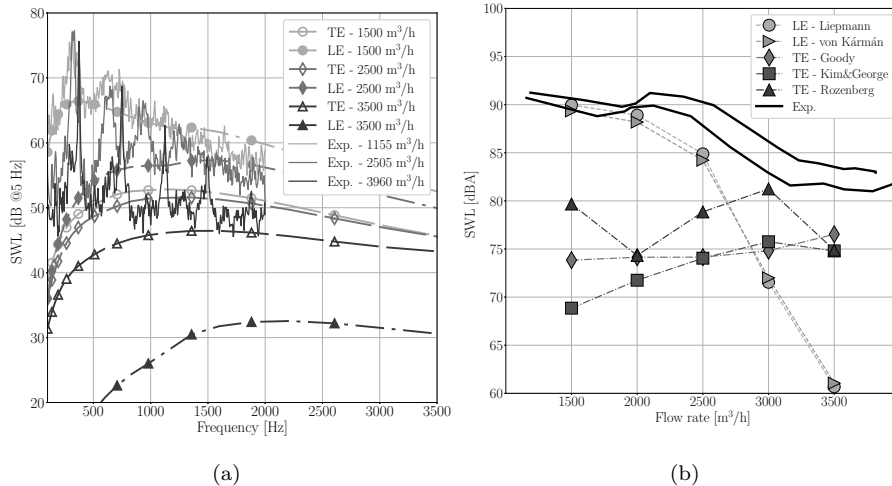 90
80
70
60
50
40
30
20
500
1000
1500
2000
2500
3000
3500
SWL [dB @5 Hz]
Frequency [Hz]
TE - 1500 m³/h
LE - 1500 m³/h
TE - 2500 m³/h
LE - 2500 m³/h
TE - 3500 m³/h
LE - 3500 m³/h
Exp. - 1155 m³/h
Exp. - 2505 m³/h
Exp. - 3960 m³/h
(a)
100
95
90
85
80
75
70
65
60
1500
2000
2500
3000
3500
SWL [dBA]
Flow rate [m³/h]
LE - Liepmann
LE - von Kármán
TE - Goody
TE - Kim&George
TE - Rozenberg
Exp.
(b)